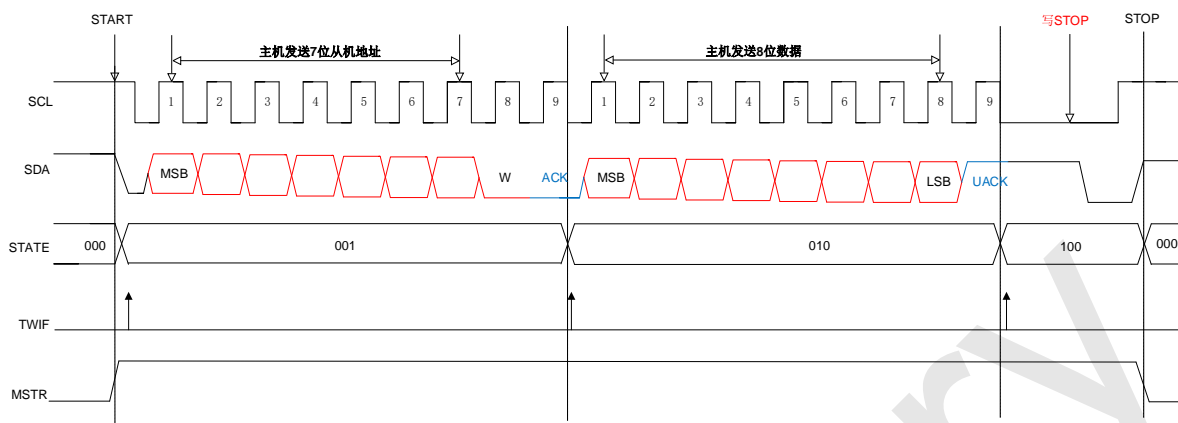 START
写STOP
STOP
主机发送7位从机地址
主机发送8位数据
SCL
1 2 3 4 5 6 7 8 9 1 2 3 4 5 6 7 8 9
SDA
MSB W ACK MSB LSB UACK
STATE 000 001 010 100 000
TWIF
MSTR